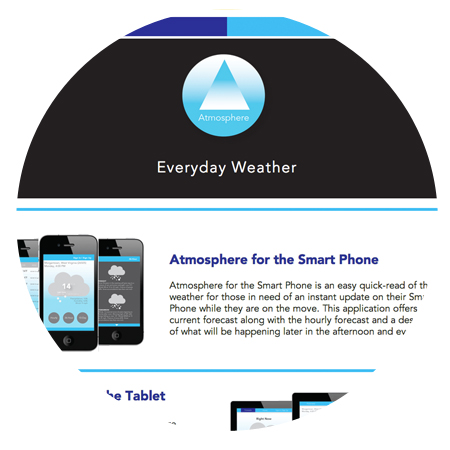 Atmosphere
Everyday Weather
Atmosphere for the Smart Phone
Atmosphere for the Smart Phone is an easy quick-read of th
weather for those in need of an instant update on their Sm
Phone while they are on the move. This application offers
current forecast along with the hourly forecast and a
of what will be happening later in the afternoon and
14
Tablet